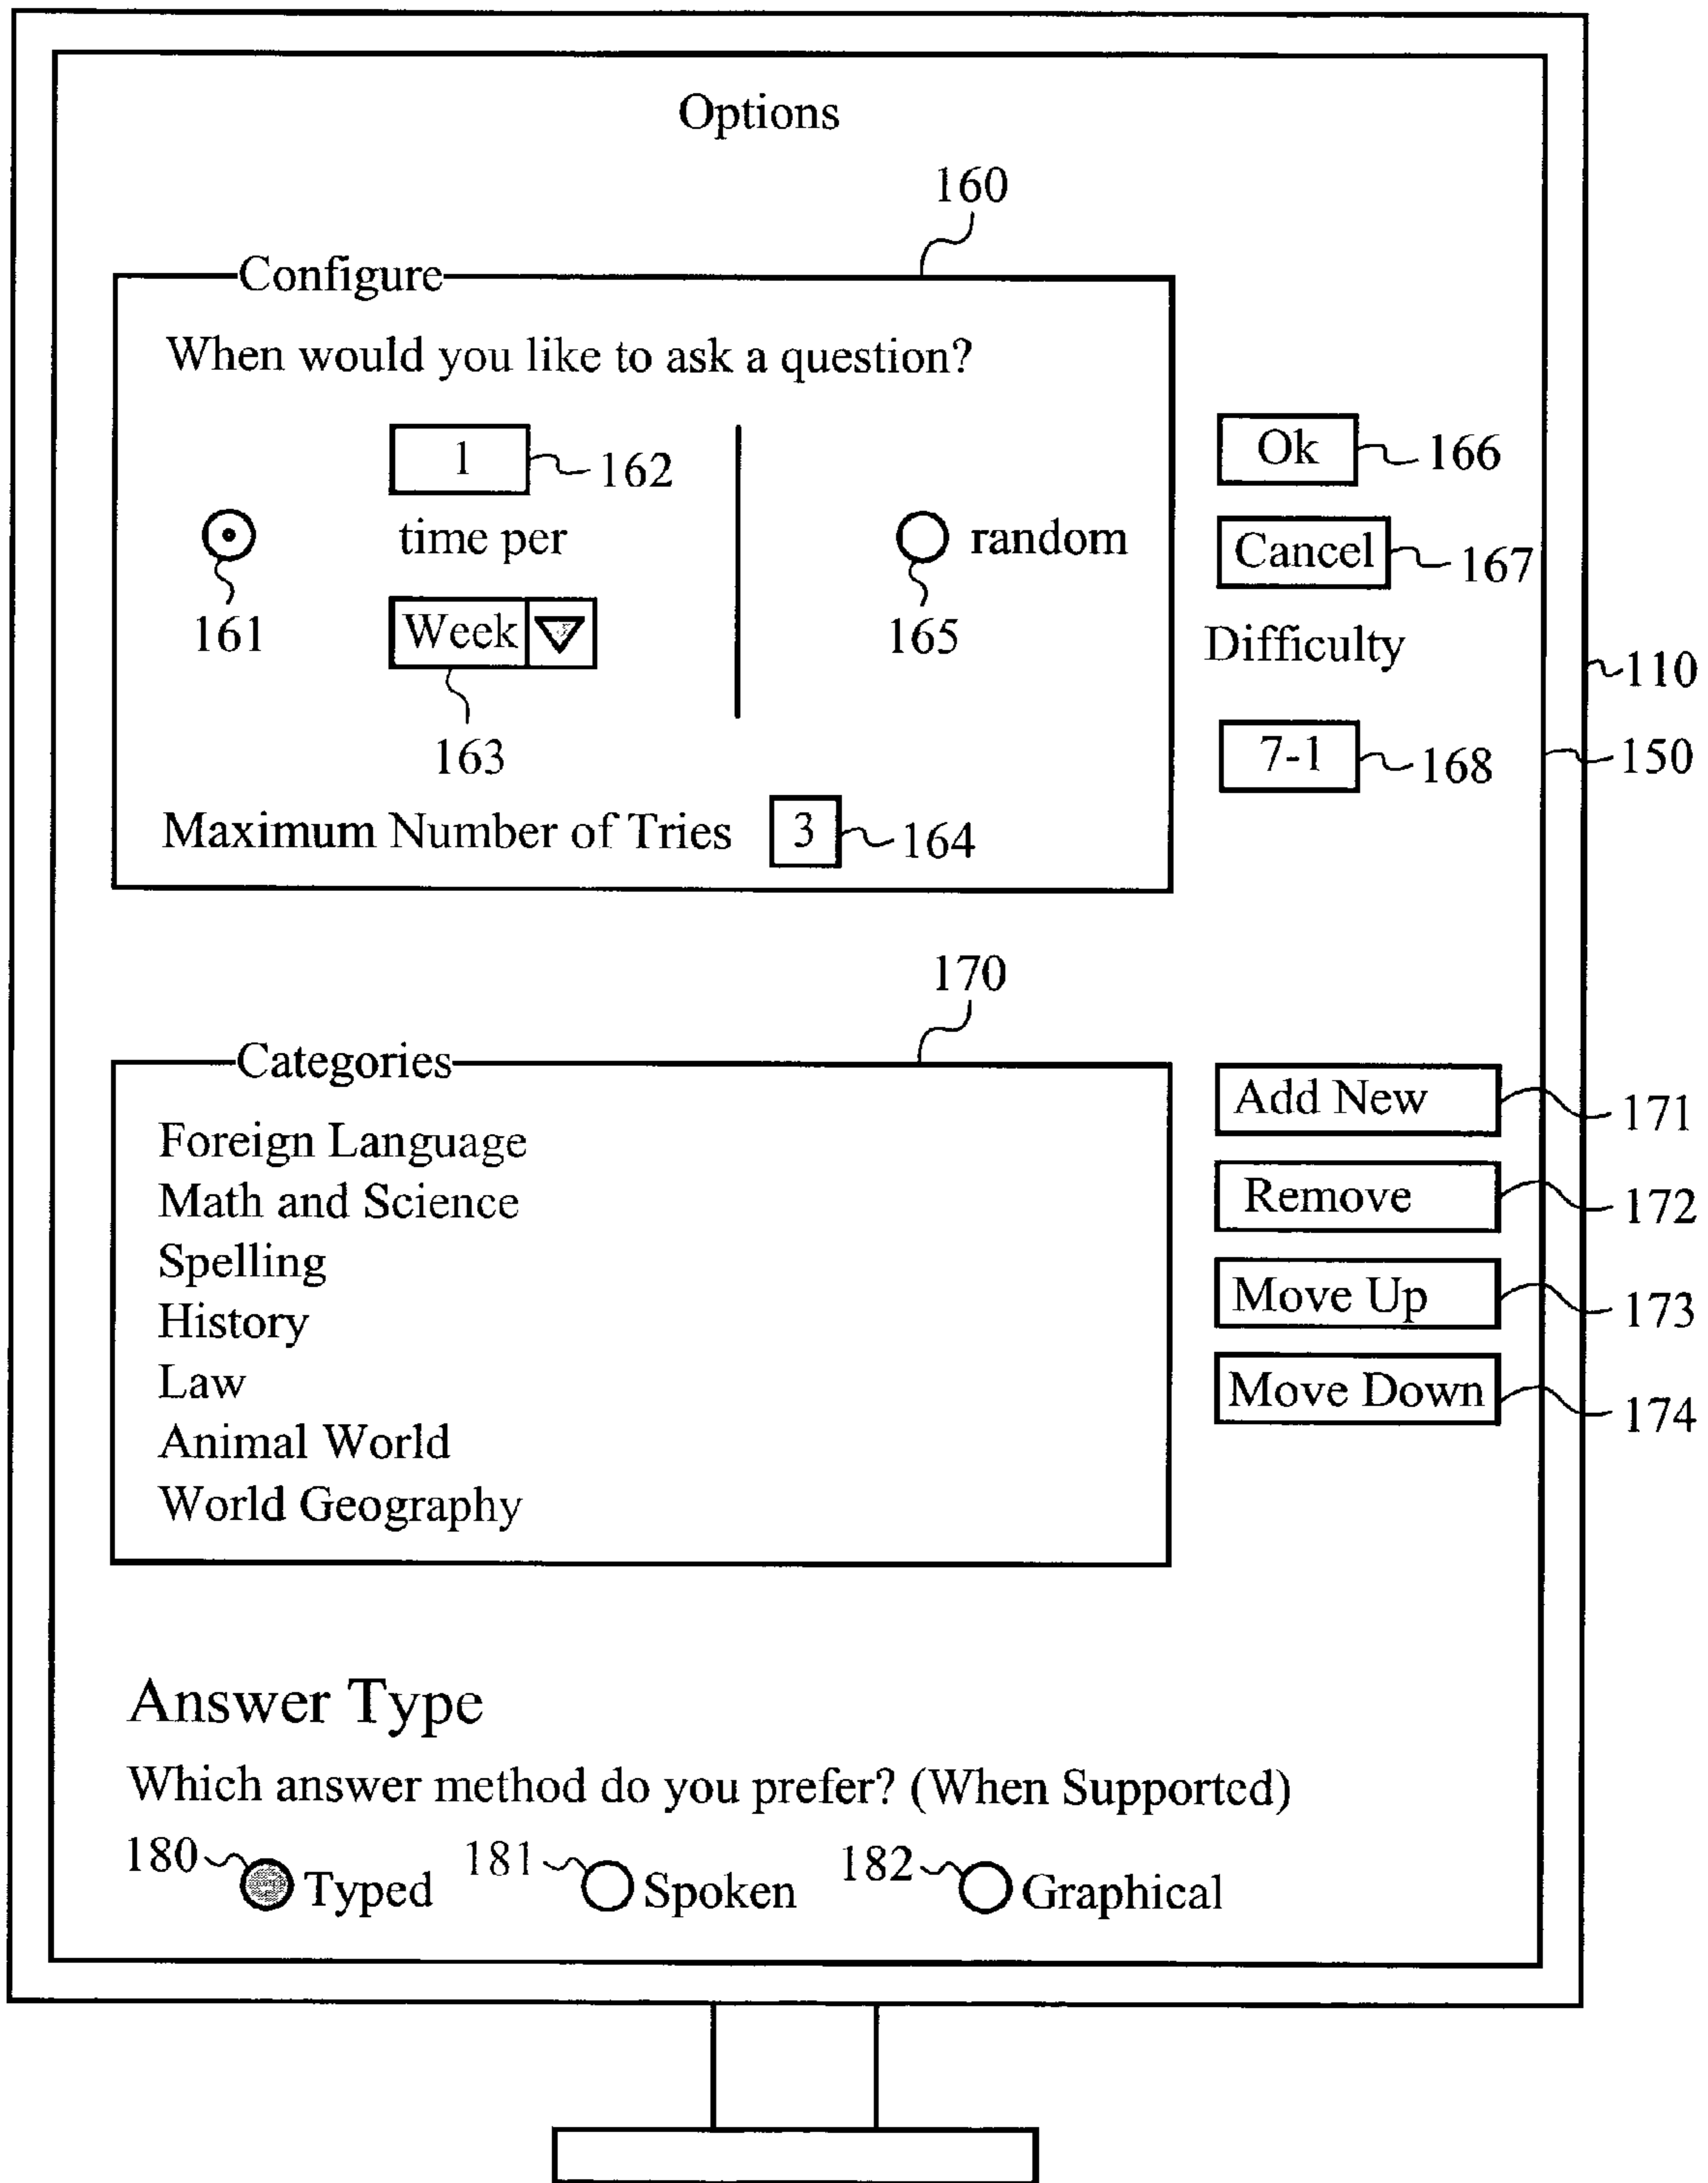 Options
160
Configure
When would you like to ask a question?
1 162
time per
random
161
Week
165
163
Maximum Number of Tries 3 164
Ok 166
Cancel 167
Difficulty
110
7-1 168
150
170
Categories
Foreign Language
Math and Science
Spelling
History
Law
Animal World
World Geography
Add New 171
Remove 172
Move Up 173
Move Down 174
Answer Type
Which answer method do you prefer? (When Supported)
180 Typed 181 Spoken 182 Graphical